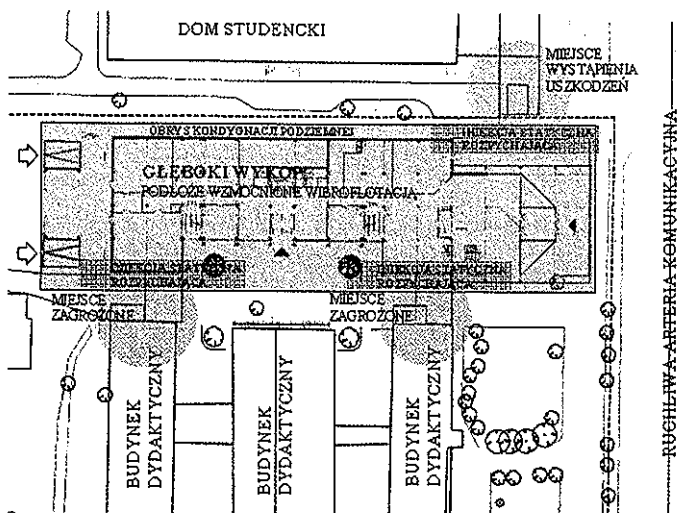 DOM STUDENCKI
MIEJSCE
WYSTĄPIENIA
USZKODZEŃ
OBRYS KONDYGNACJI PODZIEMNEJ
INIEKCJA STATYCZNA
ROZPYCHAJĄCA
GŁĘBOKI WYKOP
PODŁOŻE WZMOCNIONE WIBROFLOTACJĄ
INIEKCJA STATYCZNA
ROZPYCHAJĄCA
INIEKCJA STATYCZNA
ROZPYCHAJĄCA
MIEJSCE
ZAGROŻONE
MIEJSCE
ZAGROŻONE
BUDYNEK
DYDAKTYCZNY
BUDYNEK
DYDAKTYCZNY
BUDYNEK
DYDAKTYCZNY
RUCHLIWA ARTERIA KOMUNIKACYJNA